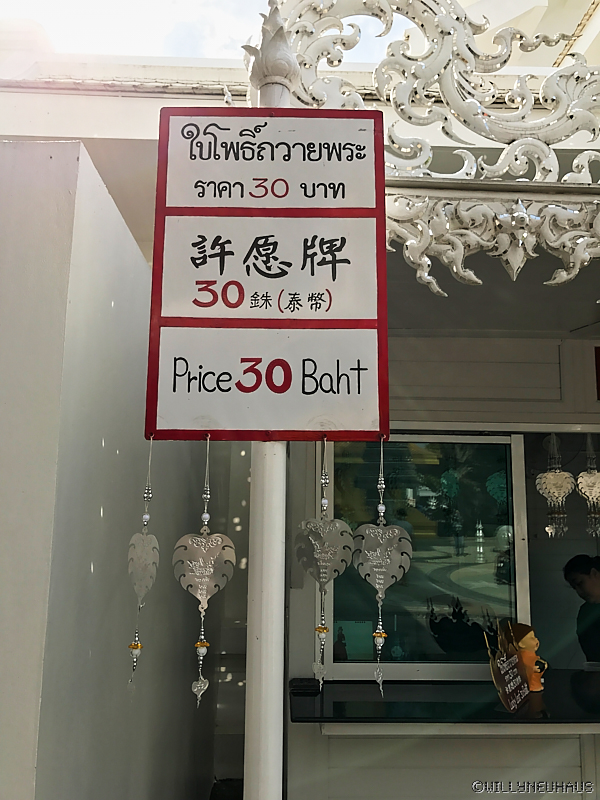 ใบโพธิ์ถวายพระ
ราคา 30 บาท
許愿牌
30 銖(泰幣)
Price 30 Baht
©WILLYNEUHAUS